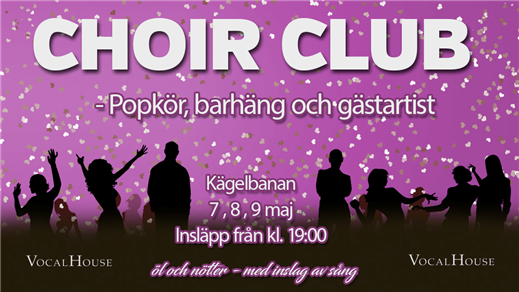 CHOIR CLUB
- Popkör, barhäng och gästartist
Kägelbanan
7 , 8 , 9 maj
Insläpp från kl. 19:00
VOCALHOUSE
VOCALHOUSE
öl och nötter – med inslag av sång